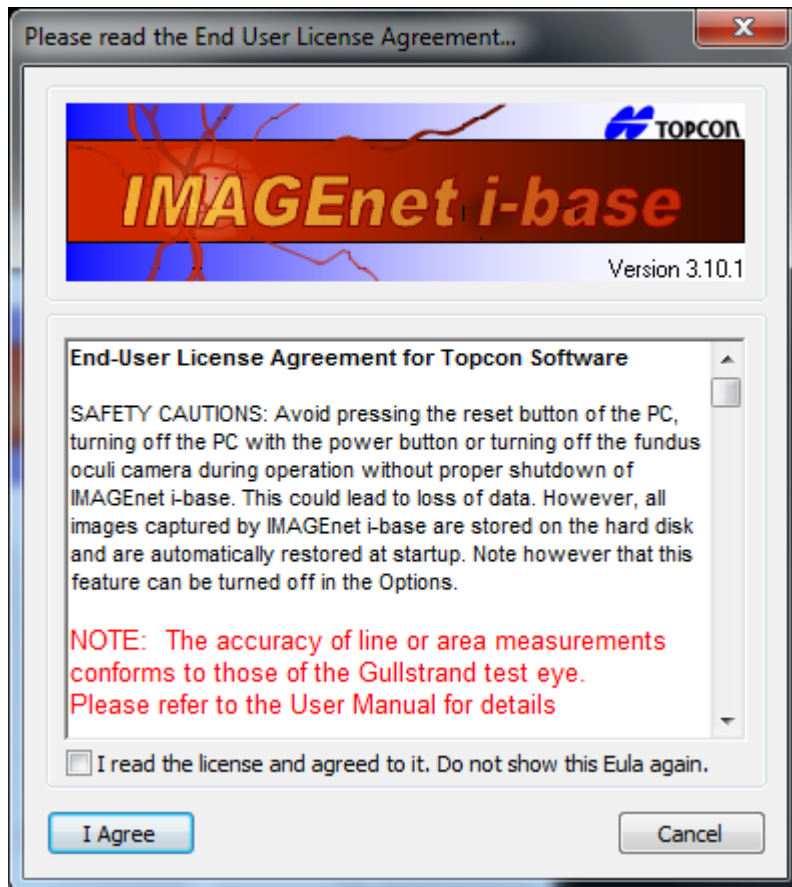 Please read the End User License Agreement...
TOPCON
IMAGEnet i-base
Version 3.10.1
End-User License Agreement for Topcon Software
SAFETY CAUTIONS: Avoid pressing the reset button of the PC,
turning off the PC with the power button or turning off the fundus
oculi camera during operation without proper shutdown of
IMAGEnet i-base. This could lead to loss of data. However, all
images captured by IMAGEnet i-base are stored on the hard disk
and are automatically restored at startup. Note however that this
feature can be turned off in the Options.
NOTE: The accuracy of line or area measurements
conforms to those of the Gullstrand test eye.
Please refer to the User Manual for details
I read the license and agreed to it. Do not show this Eula again.
I Agree
Cancel